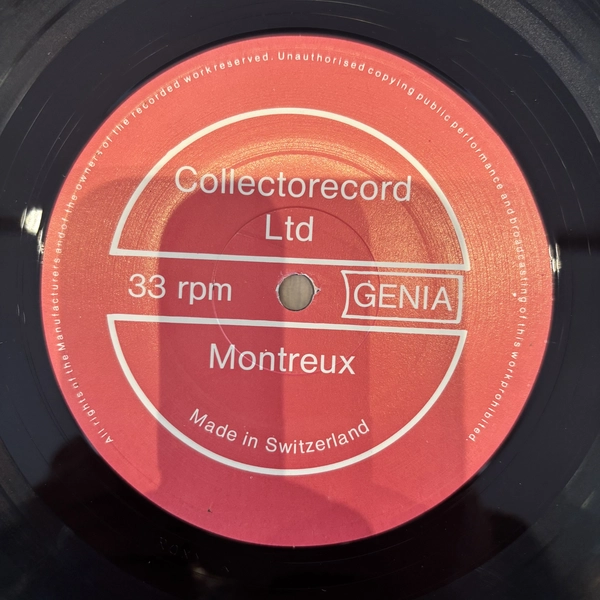 All rights of the Manufacturers and of the owners of the recorded work reserved. Unauthorised copying public performance and broadcasting of this work prohibited
Collectorecord
Ltd
33 rpm
GENIA
Montreux
Made in Switzerland